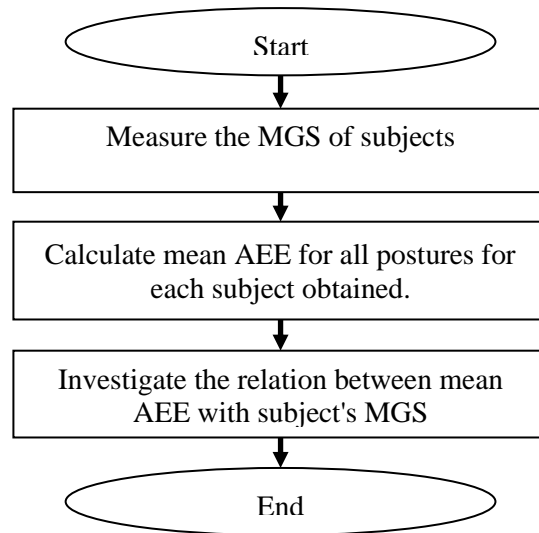 Start
Measure the MGS of subjects
Calculate mean AEE for all postures for
each subject obtained.
Investigate the relation between mean
AEE with subject's MGS
End